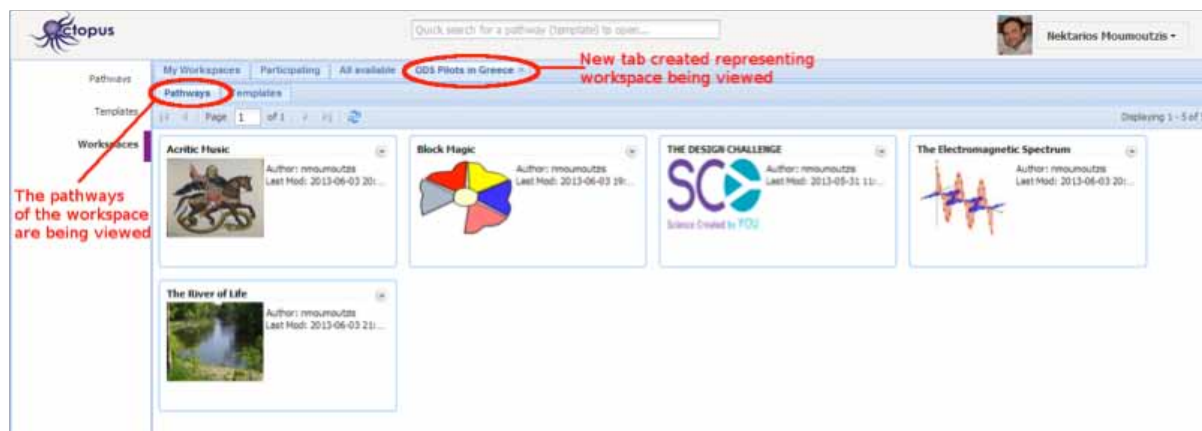 ctopus
Quick search for a pathway (template) to open...
Nektarios Moumoutzis
Pathways
Templates
Workspaces
My Workspaces Participating All available ODS Pilots in Greece
New tab created representing
workspace being viewed
Pathways Templates
Page 1 of 1
Displaying 1 - 5 of
The pathways
of the workspace
are being viewed
Acritic Music
Author: nmoumoutzis
Last Mod: 2013-06-03 20:...
Block Magic
Author: nmoumoutzis
Last Mod: 2013-06-03 19:...
THE DESIGN CHALLENGE
Author: nmoumoutzis
Last Mod: 2013-05-31 11:...
SCY
Science Created by YOU
The Electromagnetic Spectrum
Author: nmoumoutzis
Last Mod: 2013-06-03 20:...
The River of Life
Author: nmoumoutzis
Last Mod: 2013-06-03 21:...